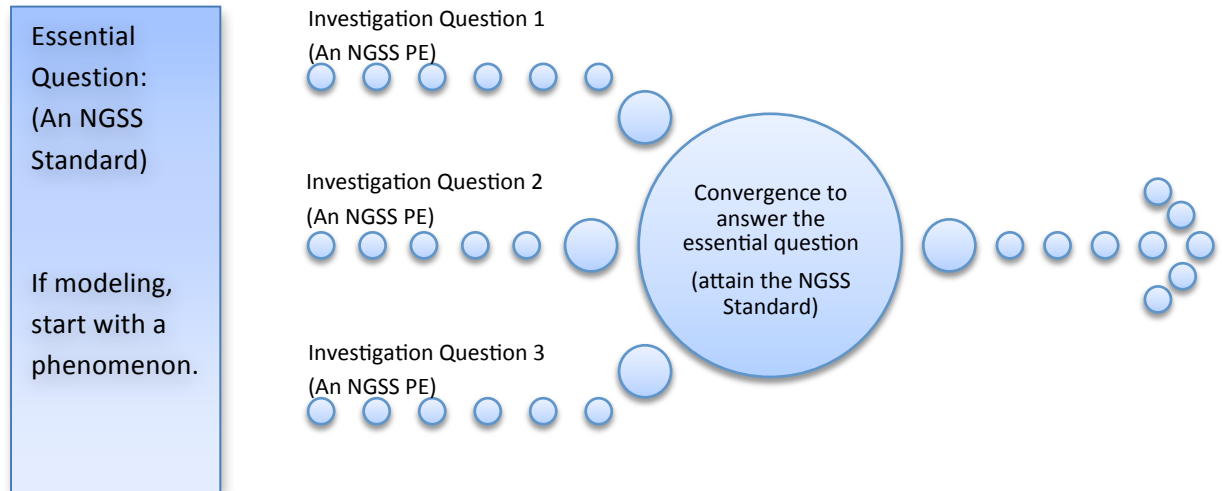 Essential
Question:
(An NGSS
Standard)
If modeling,
start with a
phenomenon.
Investigation Question 1
(An NGSS PE)
Investigation Question 2
(An NGSS PE)
Investigation Question 3
(An NGSS PE)
Convergence to
answer the
essential question
(attain the NGSS
Standard)